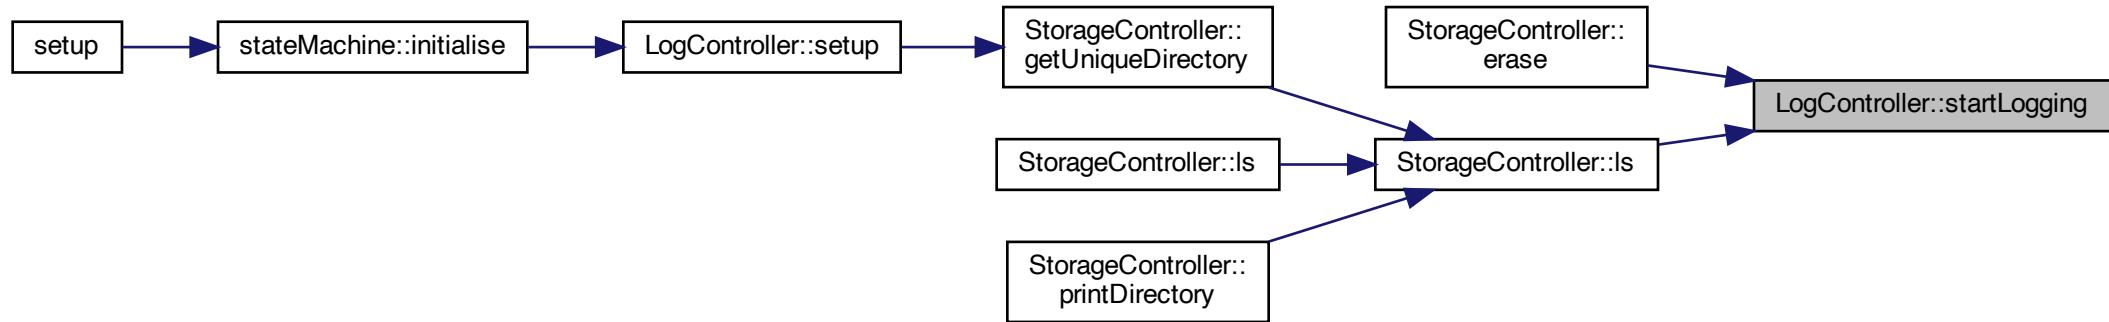 setup
stateMachine::initialise
LogController::setup
StorageController::
getUniqueDirectory
StorageController::
erase
LogController::startLogging
StorageController::ls
StorageController::ls
StorageController::
printDirectory